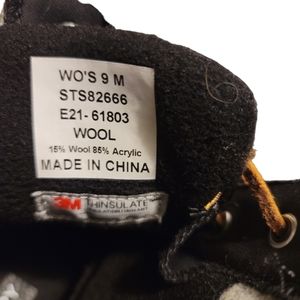 WO'S 9 M
STS82666
E21-61803
WOOL
15% Wool 85% Acrylic
MADE IN CHINA
3M THINSULATE